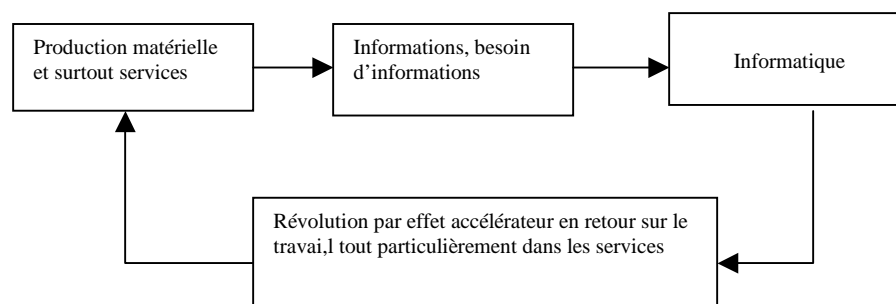 Production matérielle
et surtout services
Informations, besoin
d’informations
Informatique
Révolution par effet accélérateur en retour sur le
travai,l tout particulièrement dans les services